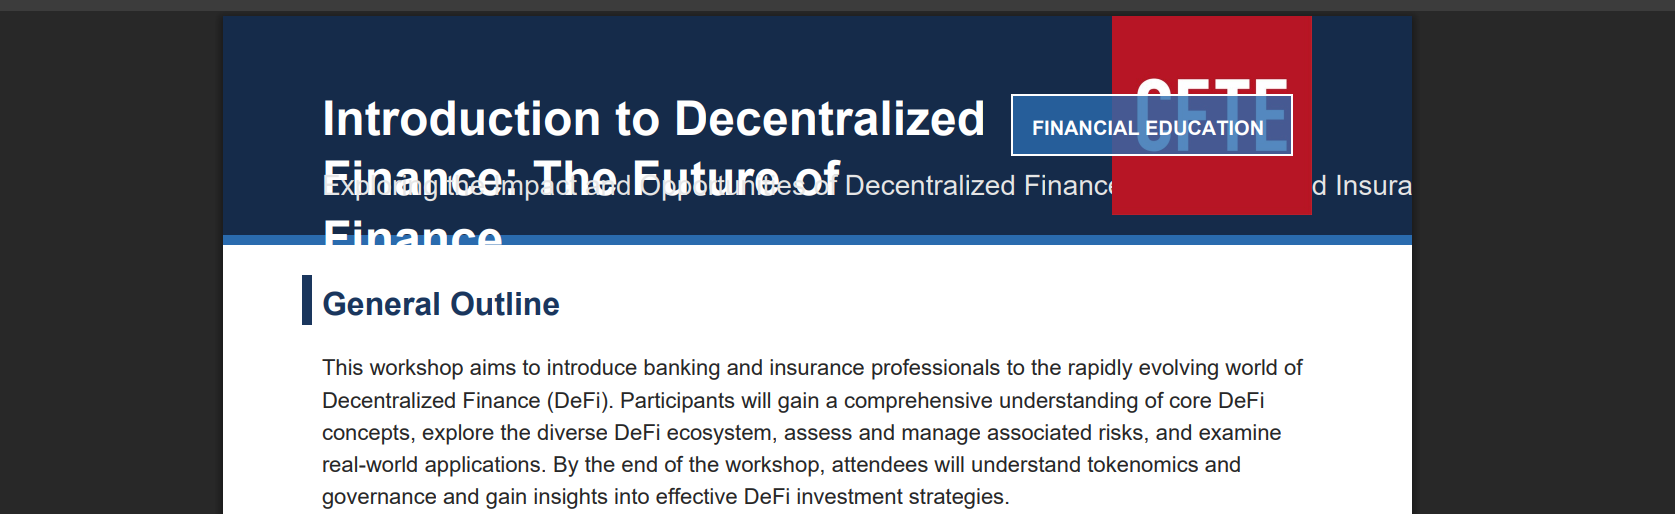 Introduction to Decentralized
Finance: The Future of
Finance
CFTE
FINANCIAL EDUCATION
Exploring the Impact and Opportunities of Decentralized Finance d Insura
General Outline
This workshop aims to introduce banking and insurance professionals to the rapidly evolving world of
Decentralized Finance (DeFi). Participants will gain a comprehensive understanding of core DeFi
concepts, explore the diverse DeFi ecosystem, assess and manage associated risks, and examine
real-world applications. By the end of the workshop, attendees will understand tokenomics and
governance and gain insights into effective DeFi investment strategies.